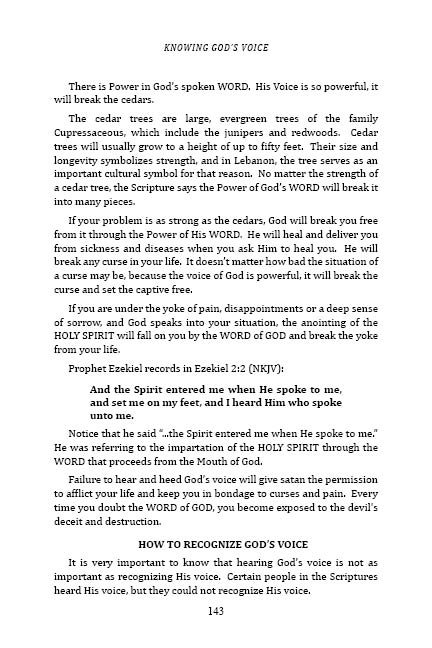 KNOWING GOD'S VOICE
There is Power in God's spoken WORD.  His Voice is so powerful, it
will break the cedars.
The cedar trees are large, evergreen trees of the family
Cupressaceous, which include the junipers and redwoods.  Cedar
trees will usually grow to a height of up to fifty feet.  Their size and
longevity symbolizes strength, and in Lebanon, the tree serves as an
important cultural symbol for that reason.  No matter the strength of
a cedar tree, the Scripture says the Power of God's WORD will break it
into many pieces.
If your problem is as strong as the cedars, God will break you free
from it through the Power of His WORD.  He will heal and deliver you
from sickness and diseases when you ask Him to heal you.  He will
break any curse in your life.  It doesn't matter how bad the situation of
a curse may be, because the voice of God is powerful, it will break the
curse and set the captive free.
If you are under the yoke of pain, disappointments or a deep sense
of sorrow, and God speaks into your situation, the anointing of the
HOLY SPIRIT will fall on you by the WORD of GOD and break the yoke
from your life.
Prophet Ezekiel records in Ezekiel 2:2 (NKJV):
And the Spirit entered me when He spoke to me,
and set me on my feet, and I heard Him who spoke
unto me.
Notice that he said "...the Spirit entered me when He spoke to me."
He was referring to the impartation of the HOLY SPIRIT through the
WORD that proceeds from the Mouth of God.
Failure to hear and heed God's voice will give satan the permission
to afflict your life and keep you in bondage to curses and pain.  Every
time you doubt the WORD of GOD, you become exposed to the devil's
deceit and destruction.
HOW TO RECOGNIZE GOD'S VOICE
It is very important to know that hearing God's voice is not as
important as recognizing His voice.  Certain people in the Scriptures
heard His voice, but they could not recognize His voice.
143